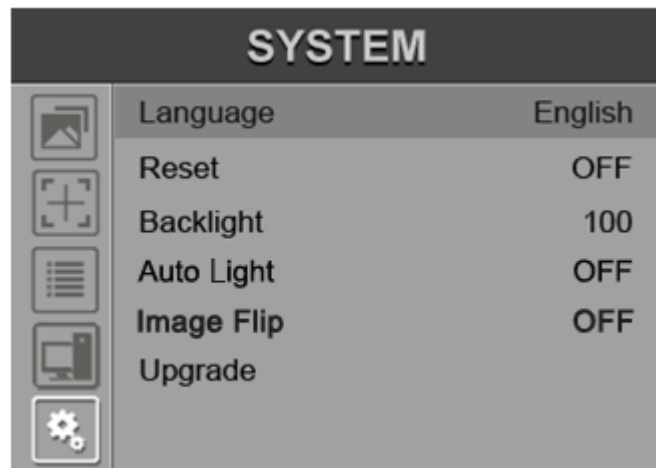 SYSTEM
Language English
Reset OFF
Backlight 100
Auto Light OFF
Image Flip OFF
Upgrade